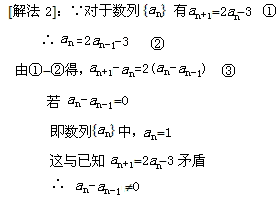 [解法 2]：∵对于数列{aₙ} 有aₙ₊₁=2aₙ-3 ①
∴ aₙ=2aₙ₋₁-3 ②
由①-②得，aₙ₊₁-aₙ=2(aₙ-aₙ₋₁) ③
若 aₙ-aₙ₋₁=0
即数列{aₙ}中，aₙ=1
这与已知 aₙ₊₁=2aₙ-3 矛盾
∴ aₙ-aₙ₋₁≠0